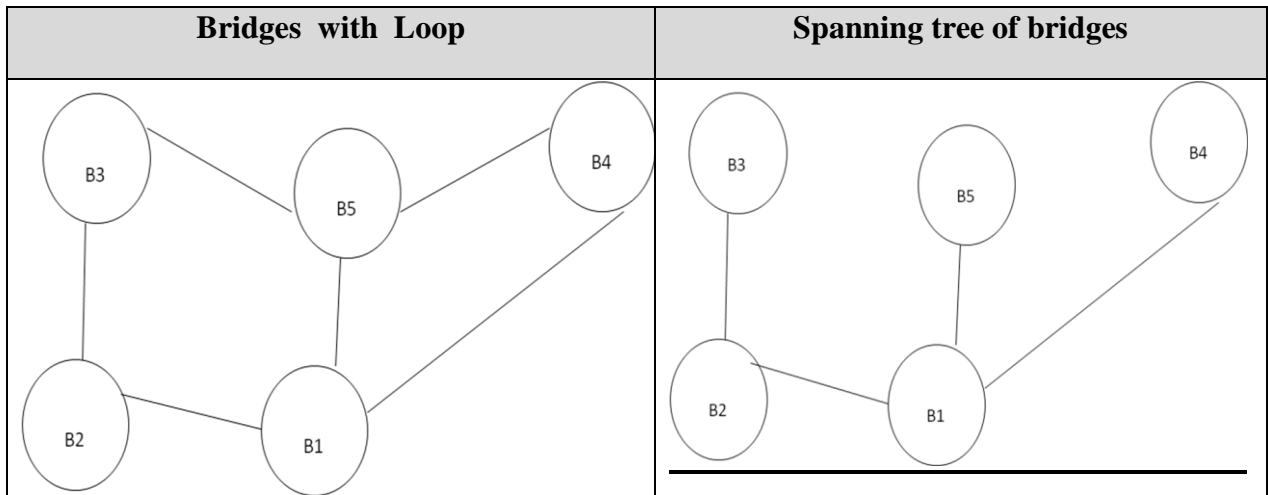 Bridges with Loop
Spanning tree of bridges
B3
B5
B4
B2
B1
B3
B5
B4
B2
B1